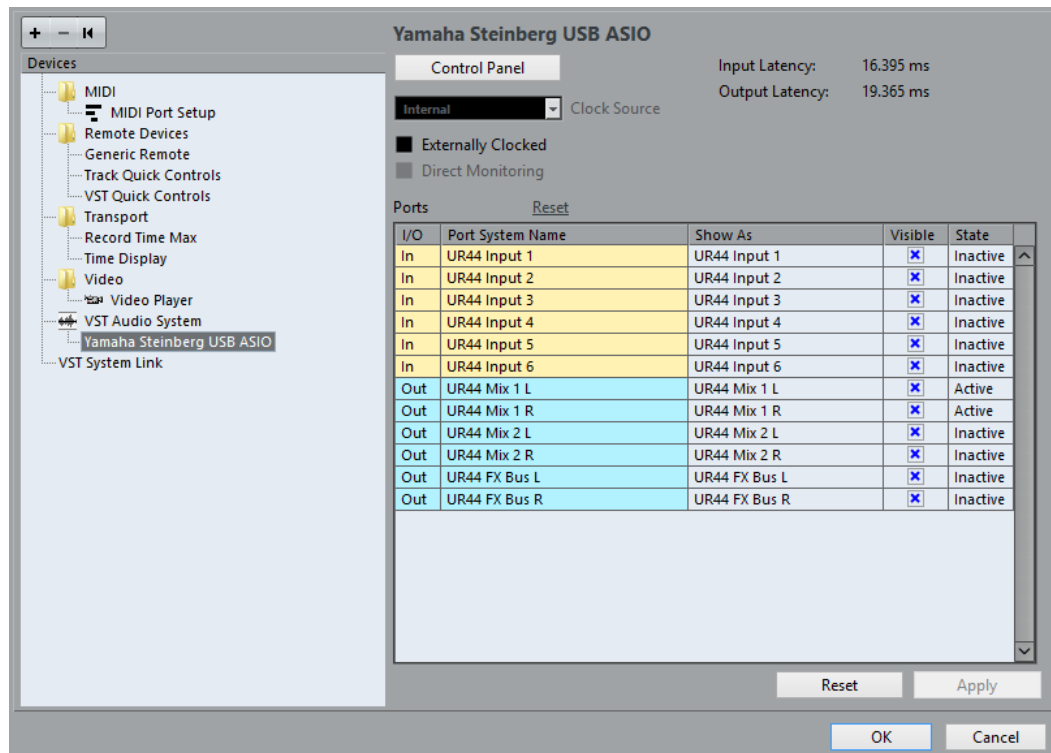 Devices
MIDI
MIDI Port Setup
Remote Devices
Generic Remote
Track Quick Controls
VST Quick Controls
Transport
Record Time Max
Time Display
Video
Video Player
VST Audio System
Yamaha Steinberg USB ASIO
VST System Link
Yamaha Steinberg USB ASIO
Control Panel
Input Latency: 16.395 ms
Output Latency: 19.365 ms
Internal Clock Source
Externally Clocked
Direct Monitoring
Ports Reset
I/O Port System Name Show As Visible State
In UR44 Input 1 UR44 Input 1 Inactive
In UR44 Input 2 UR44 Input 2 Inactive
In UR44 Input 3 UR44 Input 3 Inactive
In UR44 Input 4 UR44 Input 4 Inactive
In UR44 Input 5 UR44 Input 5 Inactive
In UR44 Input 6 UR44 Input 6 Inactive
Out UR44 Mix 1 L UR44 Mix 1 L Active
Out UR44 Mix 1 R UR44 Mix 1 R Active
Out UR44 Mix 2 L UR44 Mix 2 L Inactive
Out UR44 Mix 2 R UR44 Mix 2 R Inactive
Out UR44 FX Bus L UR44 FX Bus L Inactive
Out UR44 FX Bus R UR44 FX Bus R Inactive
Reset Apply
OK Cancel